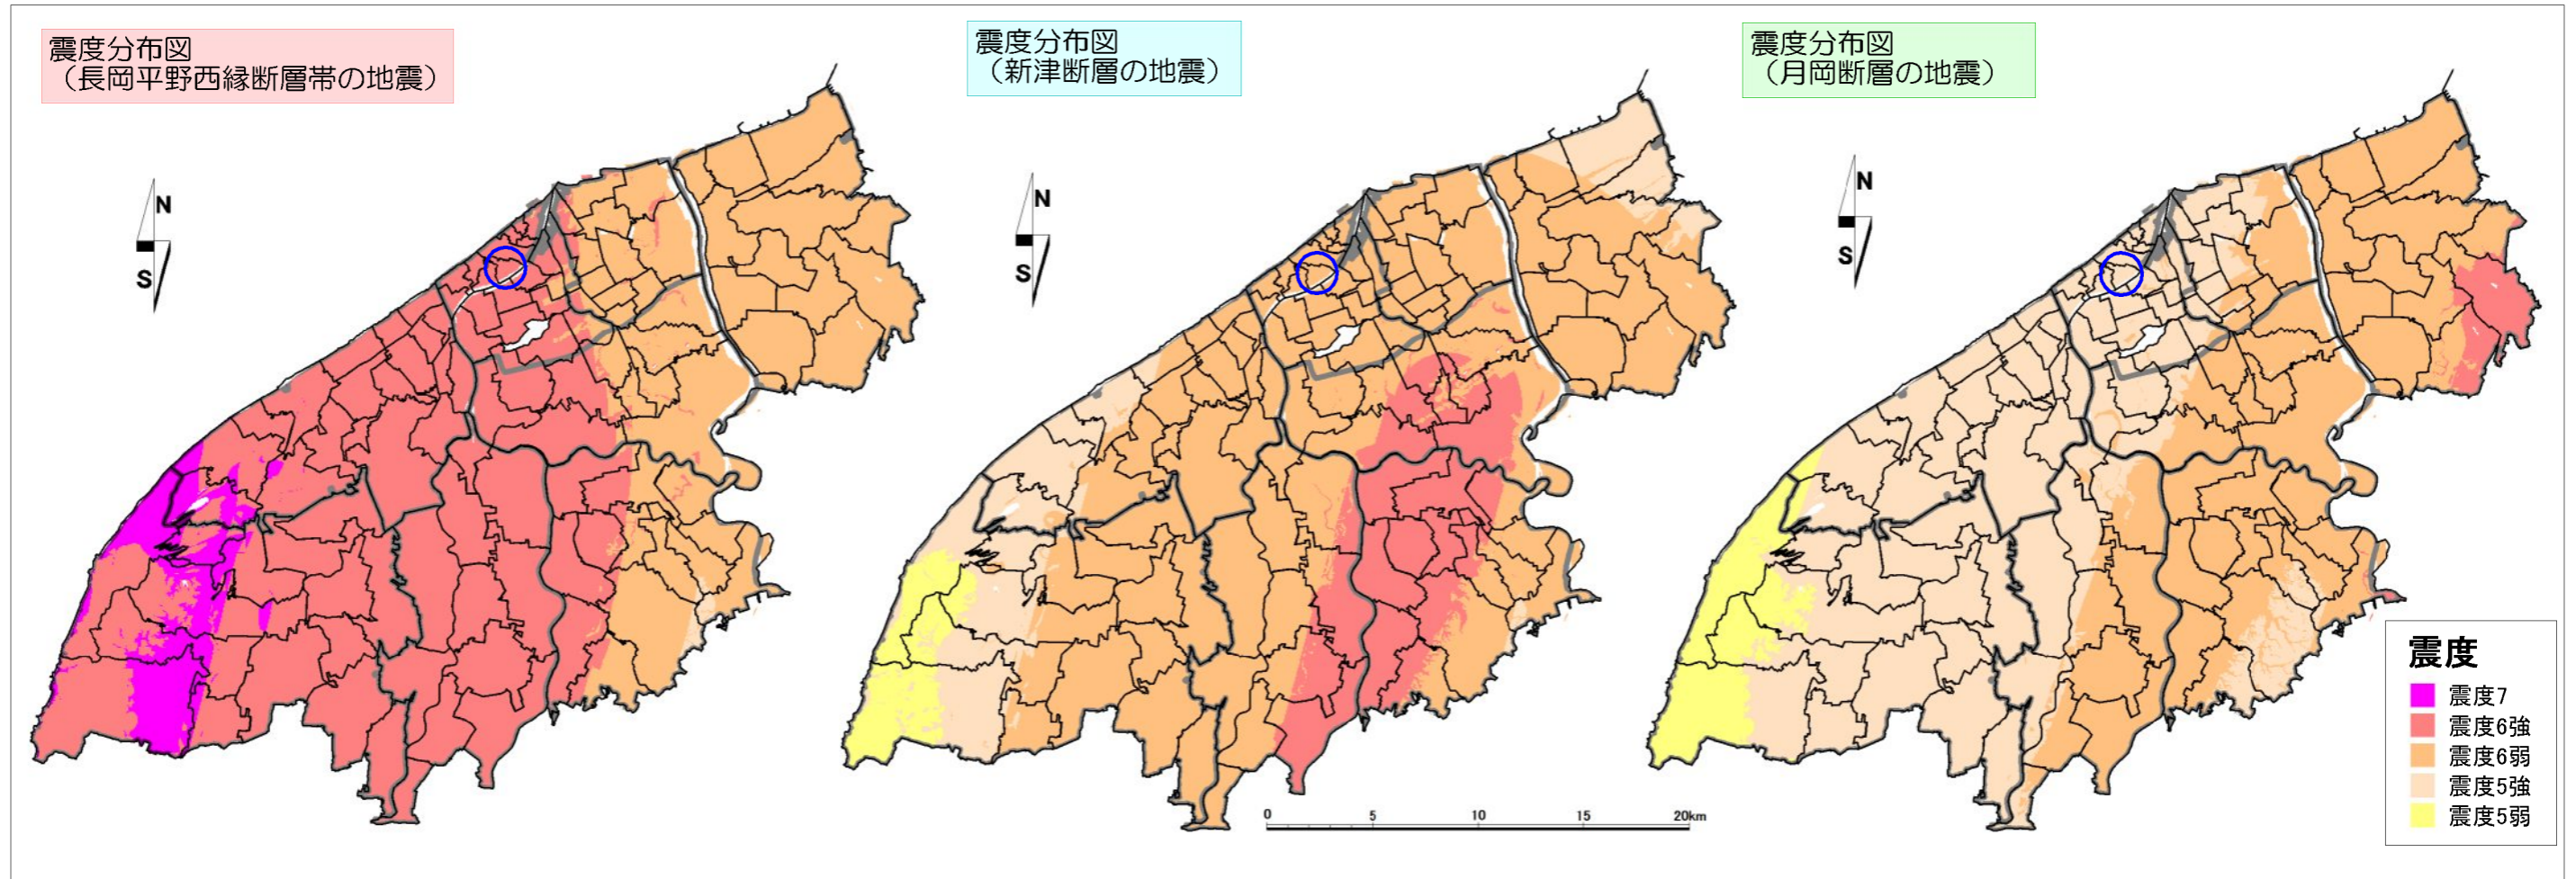 震度分布図
（長岡平野西縁断層帯の地震）
震度分布図
（新津断層の地震）
震度分布図
（月岡断層の地震）
N
S
N
S
N
S
0 5 10 15 20km
震度
震度7
震度6強
震度6弱
震度5強
震度5弱